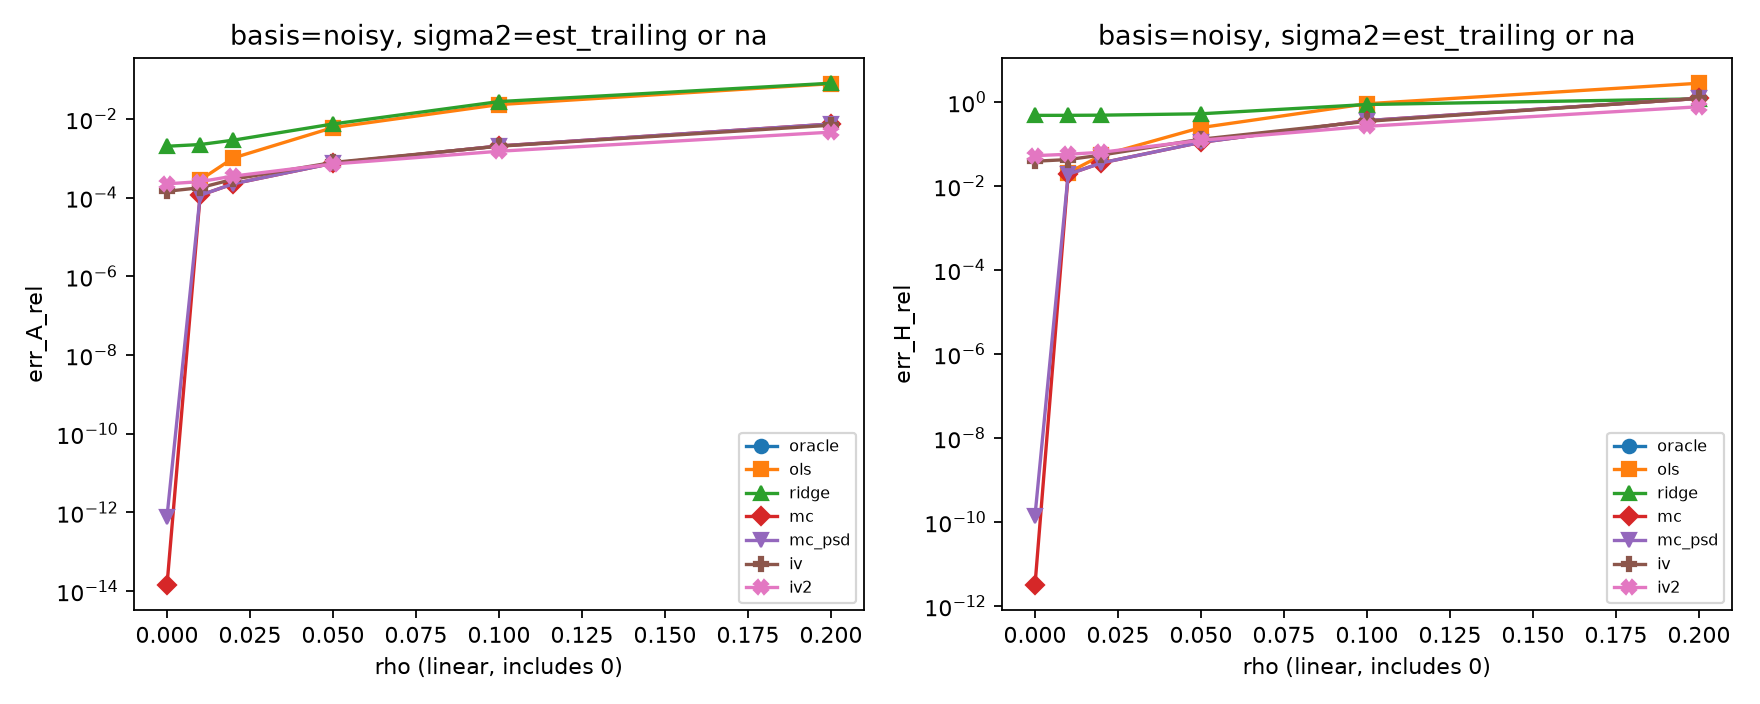 basis=noisy, sigma2=est_trailing or na
err_A_rel
10⁻²
10⁻⁴
10⁻⁶
10⁻⁸
10⁻¹⁰
10⁻¹²
10⁻¹⁴
oracle
ols
ridge
mc
mc_psd
iv
iv2
0.000 0.025 0.050 0.075 0.100 0.125 0.150 0.175 0.200
rho (linear, includes 0)
basis=noisy, sigma2=est_trailing or na
err_H_rel
10⁰
10⁻²
10⁻⁴
10⁻⁶
10⁻⁸
10⁻¹⁰
10⁻¹²
oracle
ols
ridge
mc
mc_psd
iv
iv2
0.000 0.025 0.050 0.075 0.100 0.125 0.150 0.175 0.200
rho (linear, includes 0)